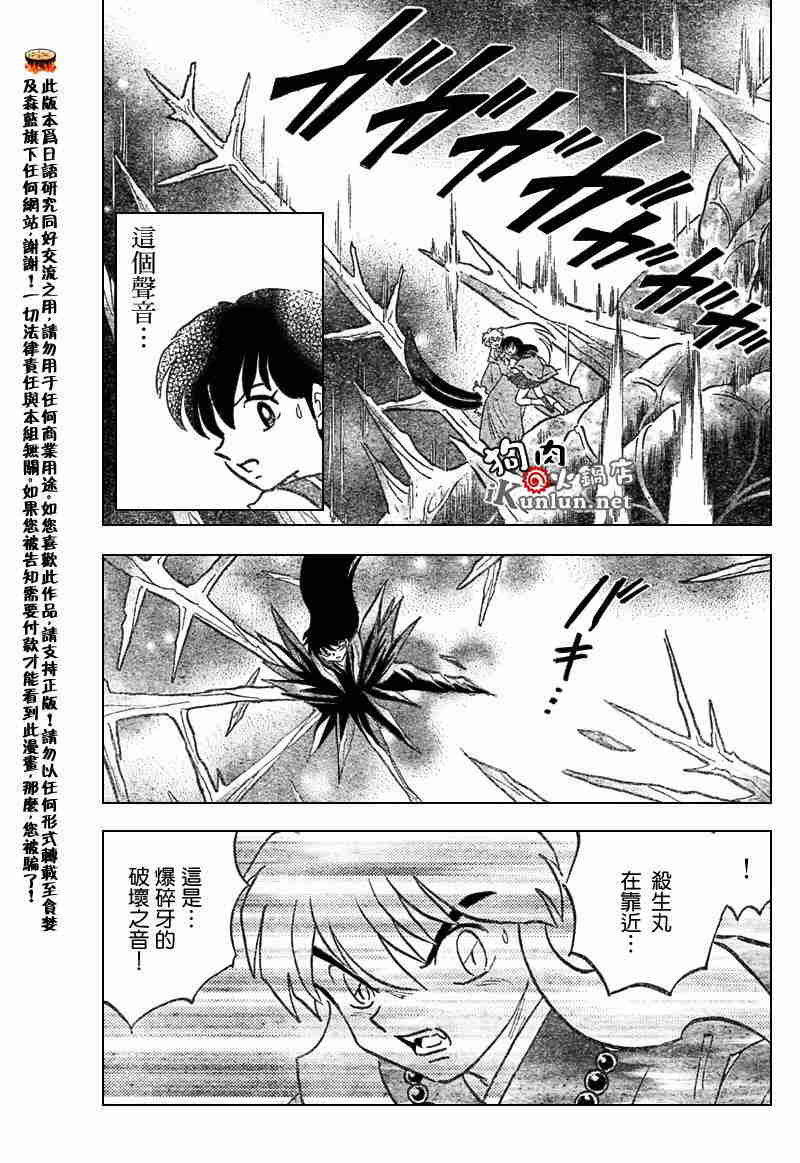 ガガガガガガ
這個聲音…
狗肉火鍋店
iKunlun.net
バキ…
！
殺生丸
在靠近…
這是…
爆碎牙的
破壞之音！
此版本爲日語研究同好交流之用，請勿用于任何商業用途。如您喜歡此作品，請支持正版！請勿以任何形式轉載至貪婪
及森藍旗下任何網站，謝謝！一切法律責任與本組無關。如果您被告知需要付款才能看到此漫畫，那麼，您被騙了！